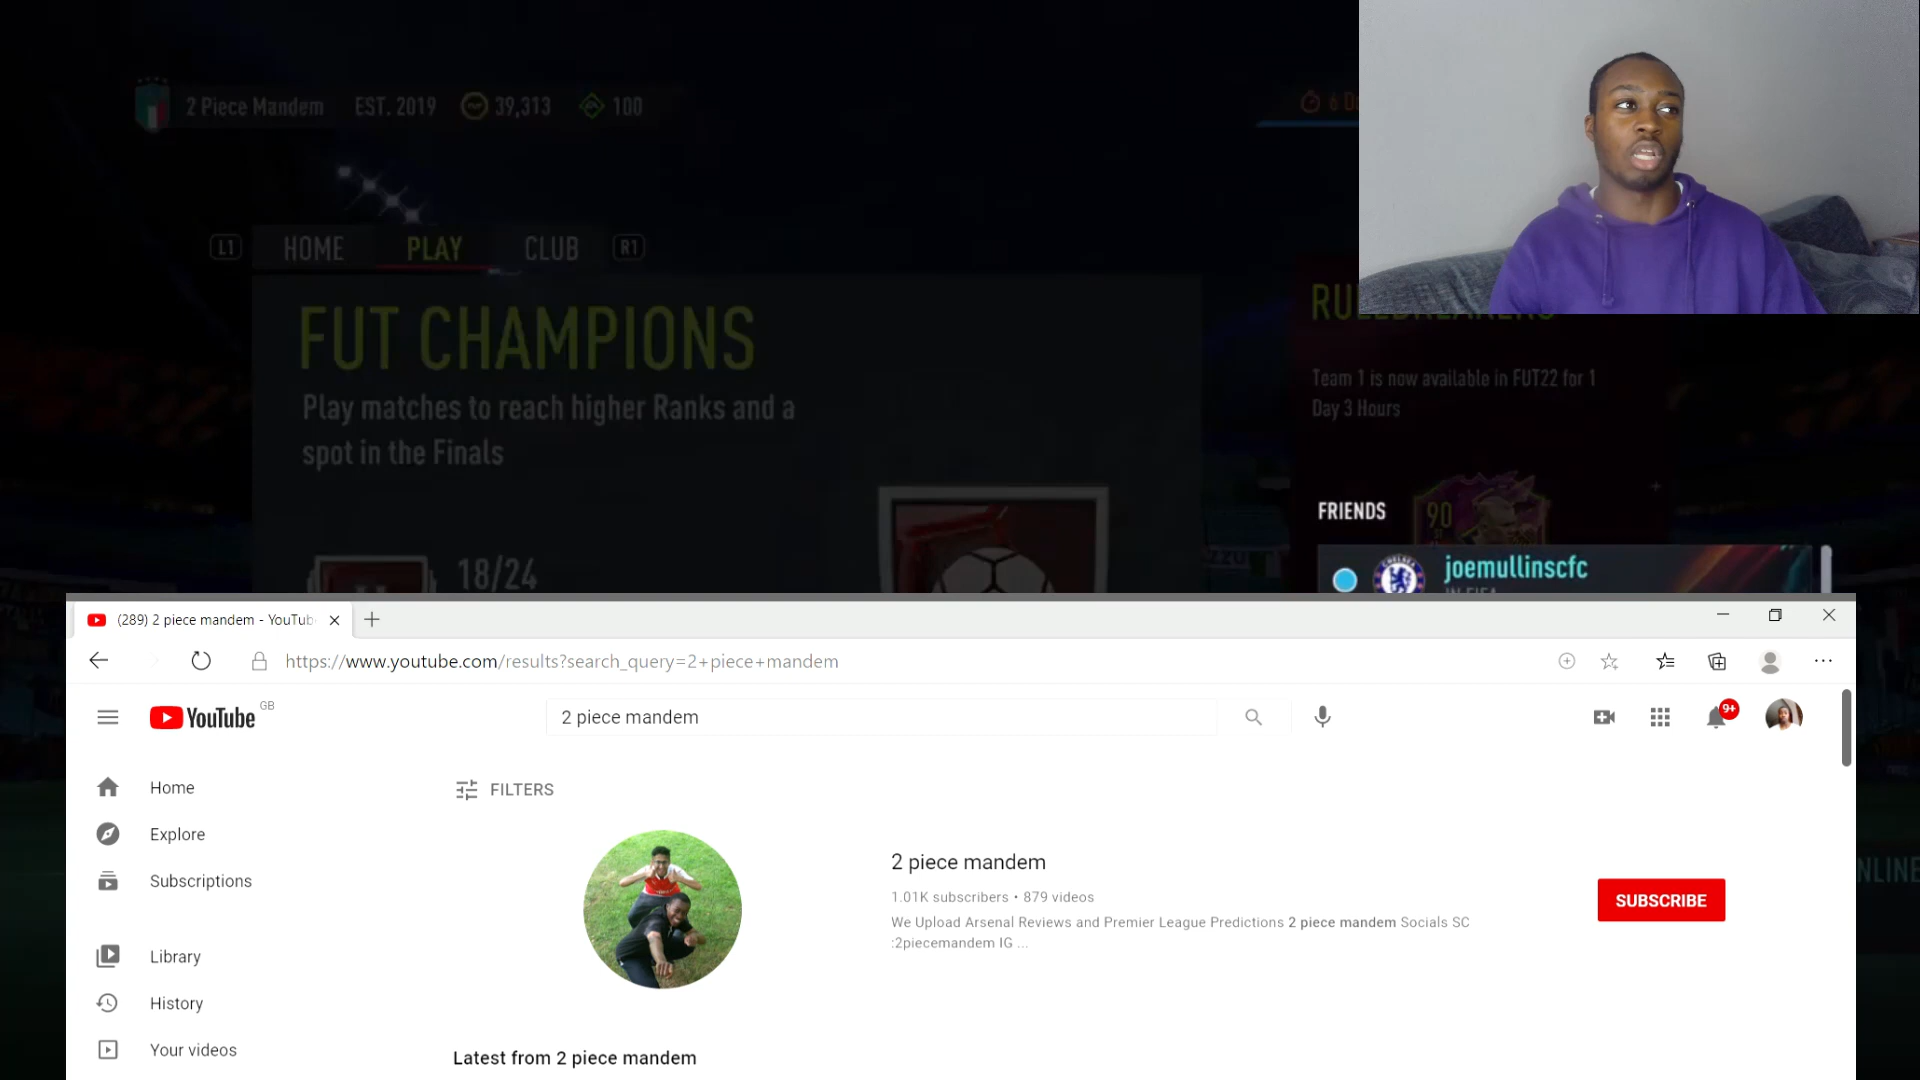 2 Piece Mandem EST. 2019 39,313 100
L1 HOME PLAY CLUB R1
FUT CHAMPIONS
Play matches to reach higher Ranks and a
spot in the Finals
18/24
Team 1 is now available in FUT22 for 1
Day 3 Hours
90
FRIENDS
joemullinscfc
IN FIFA
(289) 2 piece mandem - YouTub
https://www.youtube.com/results?search_query=2+piece+mandem
YouTube GB
2 piece mandem
9+
Home
Explore
Subscriptions
Library
History
Your videos
FILTERS
2 piece mandem
1.01K subscribers • 879 videos
We Upload Arsenal Reviews and Premier League Predictions 2 piece mandem Socials SC
:2piecemandem IG ...
SUBSCRIBE
Latest from 2 piece mandem